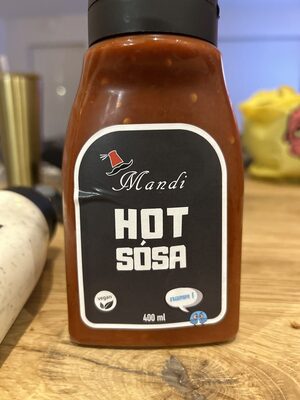 Mandi
HOT
SÓSA
vegan
400 ml